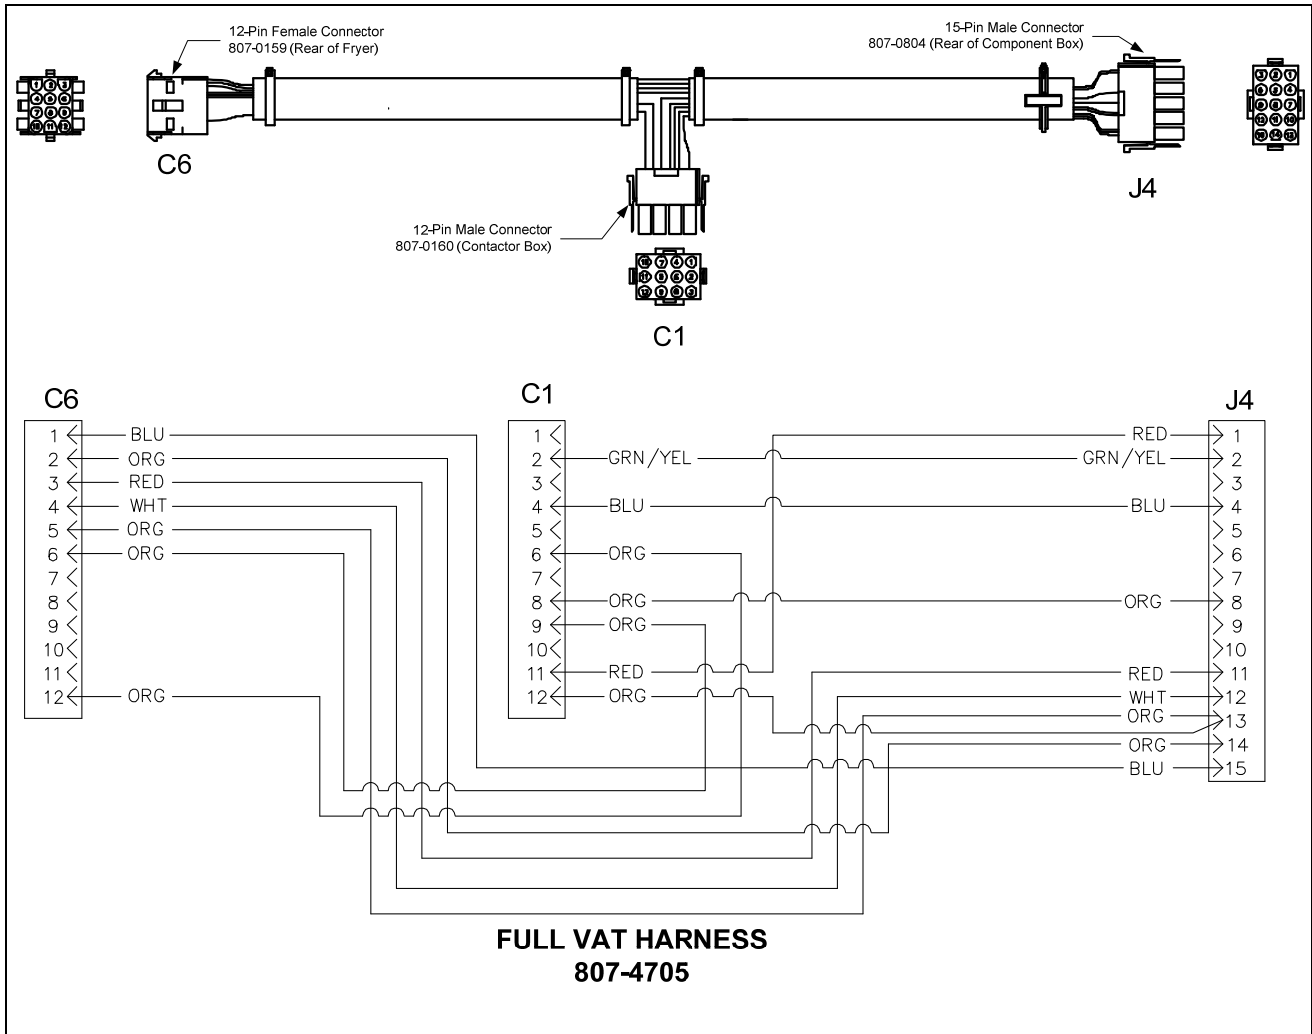 12-Pin Female Connector
807-0159 (Rear of Fryer)
15-Pin Male Connector
807-0804 (Rear of Component Box)
C6
J4
12-Pin Male Connector
807-0160 (Contactor Box)
C1
C6
C1
J4
1 BLU
2 ORG
3 RED
4 WHT
5 ORG
6 ORG
7
8
9
10
11
12 ORG
1
2 GRN/YEL
3
4 BLU
5
6 ORG
7
8 ORG
9 ORG
10
11 RED
12 ORG
RED 1
GRN/YEL 2
3
BLU 4
5
6
7
ORG 8
9
10
RED 11
WHT 12
ORG 13
ORG 14
BLU 15
FULL VAT HARNESS
807-4705